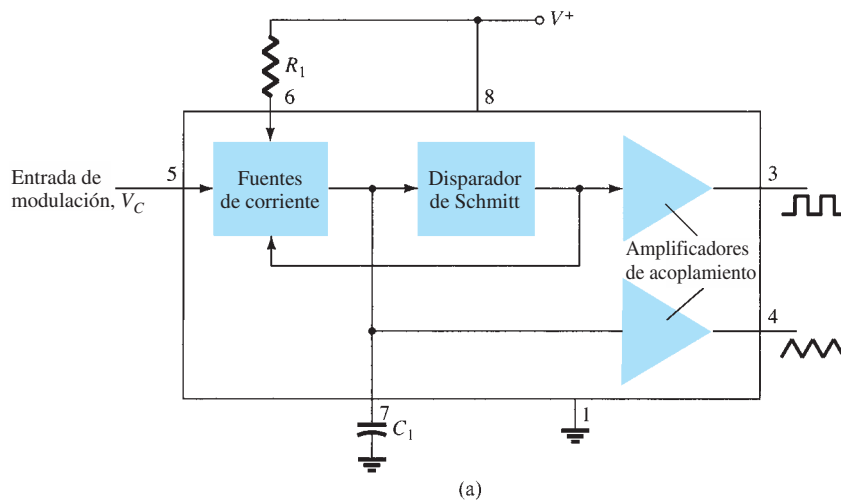 V⁺
R₁
6
8
Entrada de
modulación, V_C
5
Fuentes
de corriente
Disparador
de Schmitt
3
Amplificadores
de acoplamiento
4
7
C₁
1
(a)